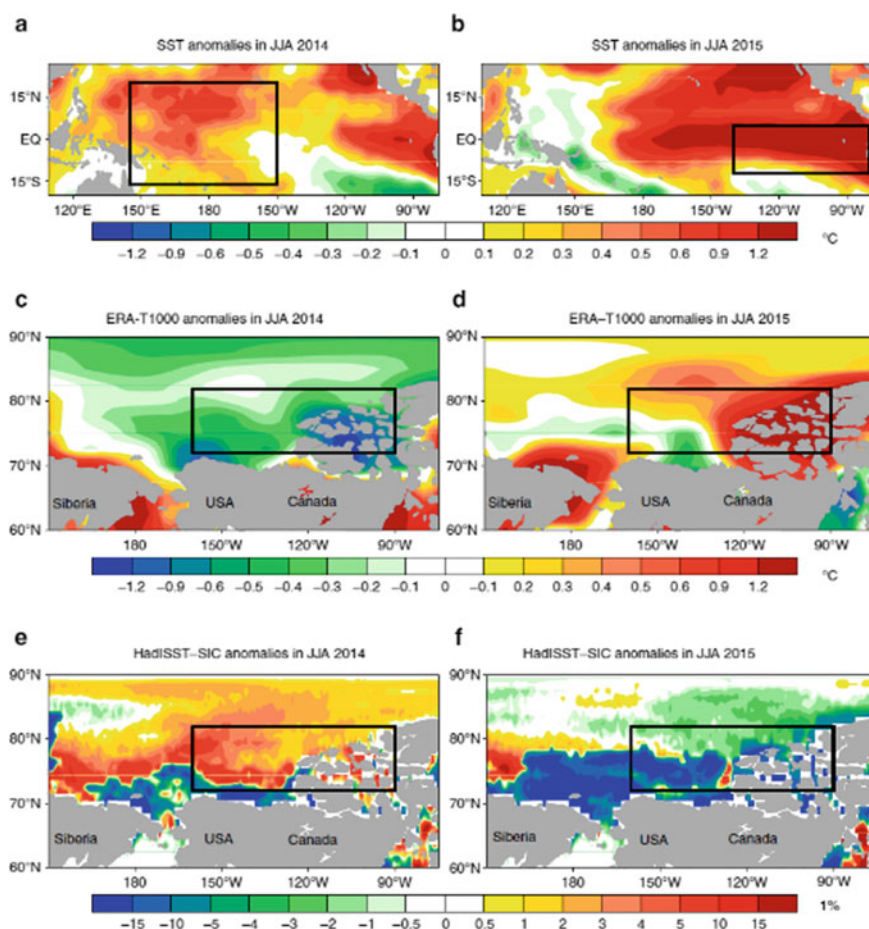 a
SST anomalies in JJA 2014
b
SST anomalies in JJA 2015
15°N
EQ
15°S
120°E 150°E 180° 150°W 120°W 90°W
15°N
EQ
15°S
120°E 150°E 180° 150°W 120°W 90°W
−1.2 −0.9 −0.6 −0.5 −0.4 −0.3 −0.2 −0.1 0 0.1 0.2 0.3 0.4 0.5 0.6 0.9 1.2 °C
c
ERA-T1000 anomalies in JJA 2014
d
ERA–T1000 anomalies in JJA 2015
90°N
80°N
70°N
60°N
Siberia USA Canada
180 150°W 120°W 90°W
90°N
80°N
70°N
60°N
Siberia USA Canada
180 150°W 120°W 90°W
−1.2 −0.9 −0.6 −0.5 −0.4 −0.3 −0.2 −0.1 0 −0.1 0.2 0.3 0.4 0.5 0.6 0.9 1.2 °C
e
HadISST–SIC anomalies in JJA 2014
f
HadISST–SIC anomalies in JJA 2015
90°N
80°N
70°N
60°N
Siberia USA Canada
180 150°W 120°W 90°W
90°N
80°N
70°N
60°N
Siberia USA Canada
180 150°W 120°W 90°W
−15 −10 −5 −4 −3 −2 −1 −0.5 0 0.5 1 2 3 4 5 10 15 1%